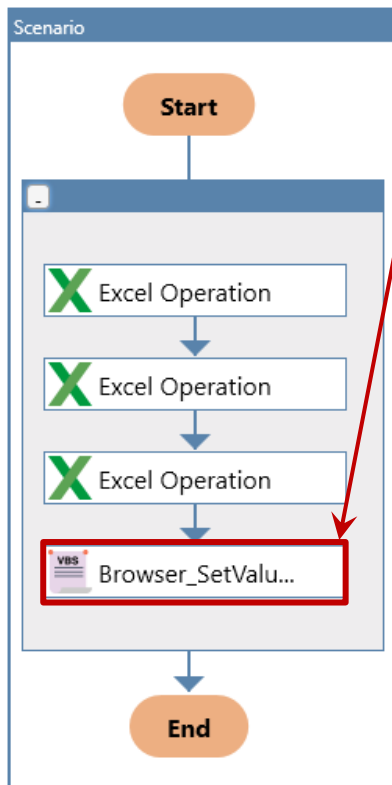 Scenario
Start
-
Excel Operation
Excel Operation
Excel Operation
VBS
Browser_SetValu...
End